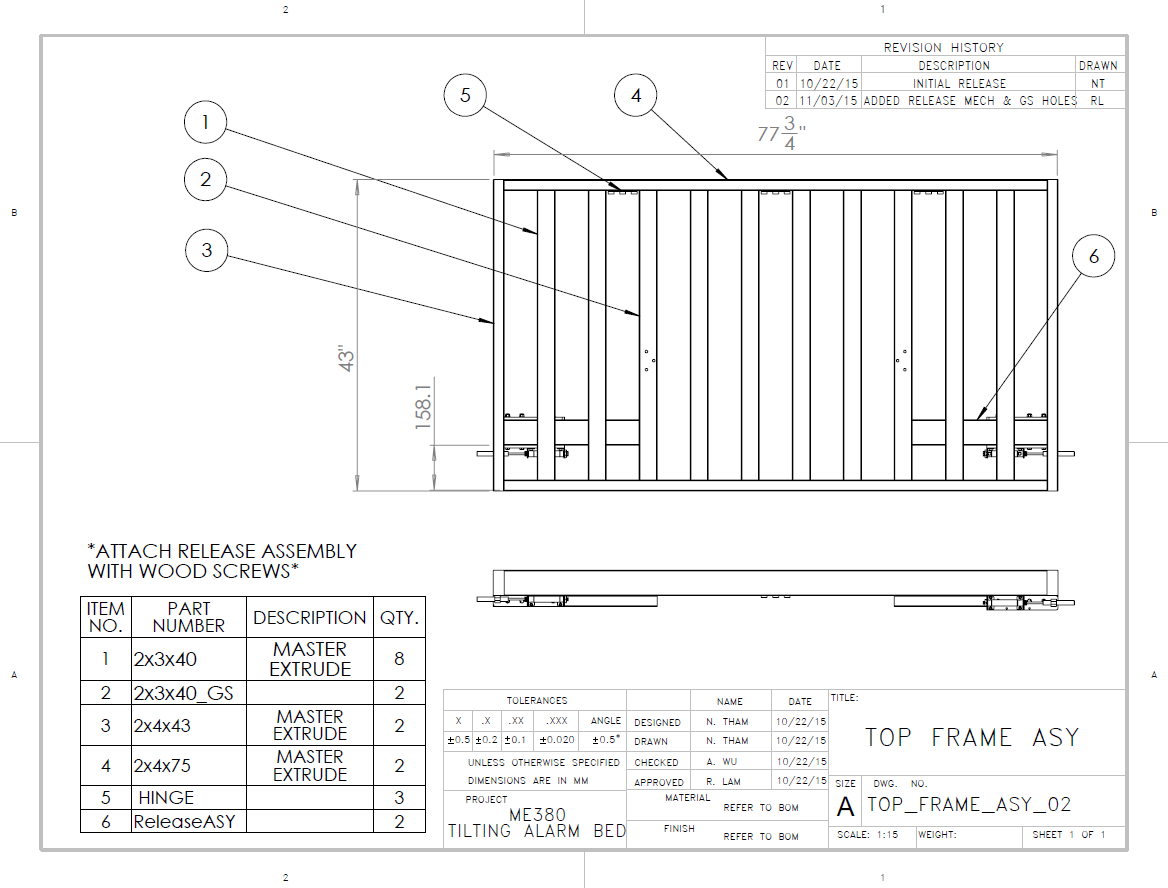 2
1
REVISION HISTORY
REV DATE DESCRIPTION DRAWN
01 10/22/15 INITIAL RELEASE NT
02 11/03/15 ADDED RELEASE MECH & GS HOLES RL
5
4
1
77 3/4"
2
B
B
3
6
43"
158.1
*ATTACH RELEASE ASSEMBLY
WITH WOOD SCREWS*
ITEM NO. PART NUMBER DESCRIPTION QTY.
1 2x3x40 MASTER EXTRUDE 8
2 2x3x40_GS 2
3 2x4x43 MASTER EXTRUDE 2
4 2x4x75 MASTER EXTRUDE 2
5 HINGE 3
6 ReleaseASY 2
A
A
TOLERANCES
X .X .XX .XXX ANGLE
±0.5 ±0.2 ±0.1 ±0.020 ±0.5°
UNLESS OTHERWISE SPECIFIED
DIMENSIONS ARE IN MM
PROJECT
ME380
TILTING ALARM BED
NAME DATE
DESIGNED N. THAM 10/22/15
DRAWN N. THAM 10/22/15
CHECKED A. WU 10/22/15
APPROVED R. LAM 10/22/15
MATERIAL REFER TO BOM
FINISH REFER TO BOM
TITLE:
TOP FRAME ASY
SIZE DWG. NO.
A TOP_FRAME_ASY_02
SCALE: 1:15 WEIGHT: SHEET 1 OF 1
2
1